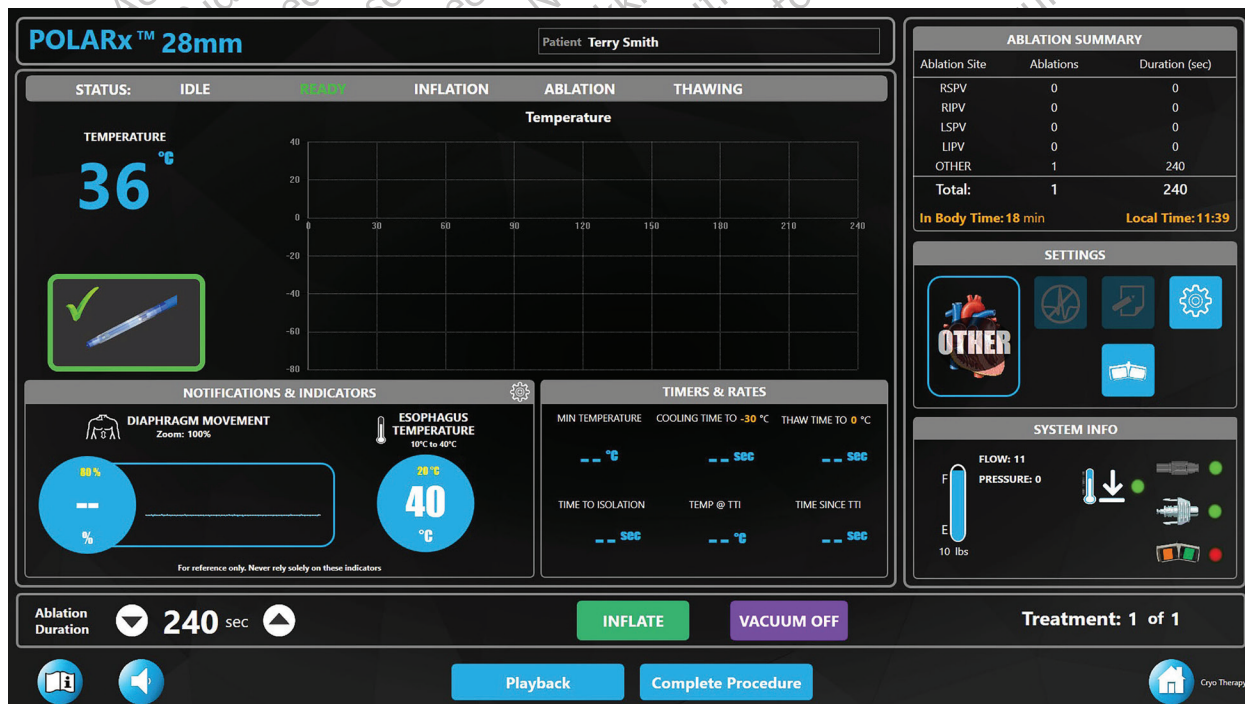 POLARx™ 28mm
Patient Terry Smith
STATUS: IDLE READY INFLATION ABLATION THAWING
TEMPERATURE
36 °C
Temperature
40
20
0
0 30 60 90 120 150 180 210 240
-20
-40
-60
-80
NOTIFICATIONS & INDICATORS
DIAPHRAGM MOVEMENT
Zoom: 100%
80 %
--
%
ESOPHAGUS
TEMPERATURE
10°C to 40°C
20 °C
40
°C
For reference only. Never rely solely on these indicators
TIMERS & RATES
MIN TEMPERATURE COOLING TIME TO -30 °C THAW TIME TO 0 °C
-- °C -- sec -- sec
TIME TO ISOLATION TEMP @ TTI TIME SINCE TTI
-- sec -- °C -- sec
ABLATION SUMMARY
Ablation Site Ablations Duration (sec)
RSPV 0 0
RIPV 0 0
LSPV 0 0
LIPV 0 0
OTHER 1 240
Total: 1 240
In Body Time: 18 min Local Time: 11:39
SETTINGS
OTHER
SYSTEM INFO
FLOW: 11
PRESSURE: 0
F
E
10 lbs
Ablation
Duration
240 sec
INFLATE
VACUUM OFF
Treatment: 1 of 1
Playback
Complete Procedure
Cryo Therapy